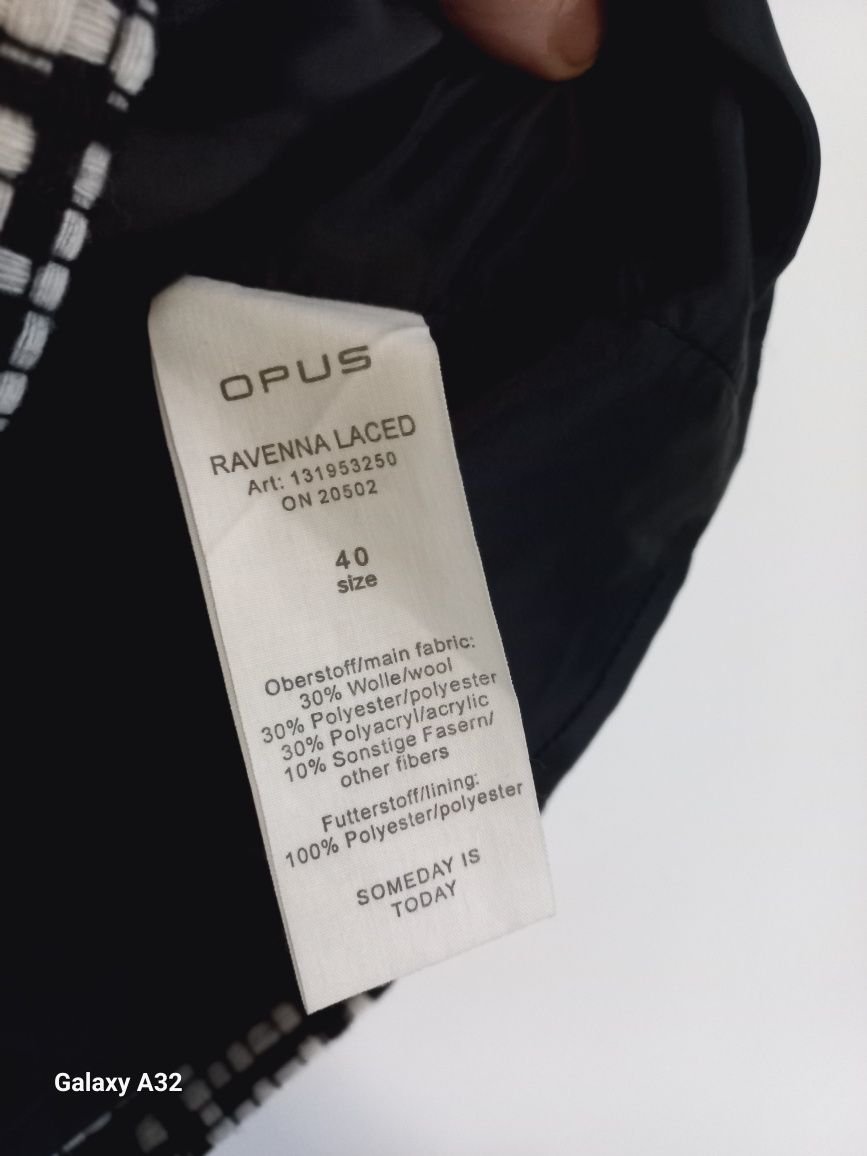 OPUS
RAVENNA LACED
Art: 131953250
ON 20502
40
size
Oberstoff/main fabric:
30% Wolle/wool
30% Polyester/polyester
30% Polyacryl/acrylic
10% Sonstige Fasern/
other fibers
Futterstoff/lining:
100% Polyester/polyester
SOMEDAY IS
TODAY
Galaxy A32